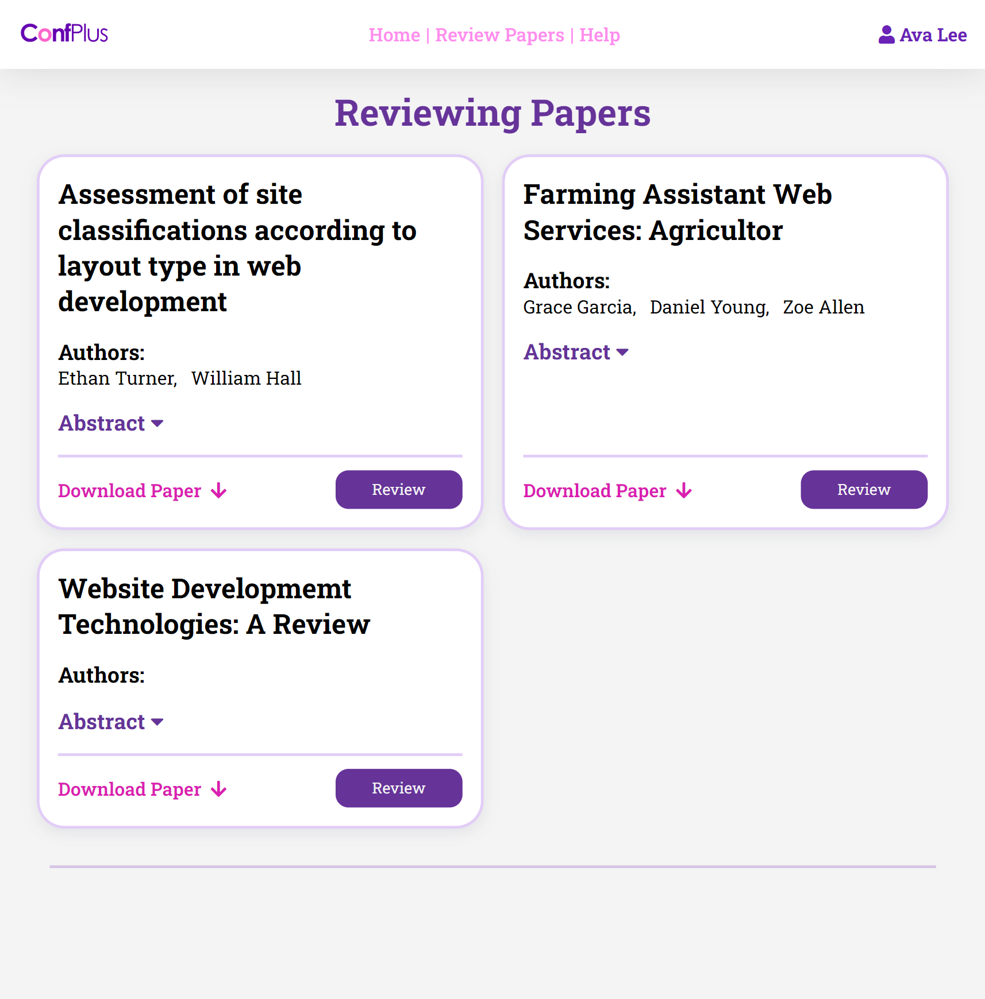 ConfPlus
Home | Review Papers | Help
Ava Lee
Reviewing Papers
Assessment of site
classifications according to
layout type in web
development
Authors:
Ethan Turner, William Hall
Abstract
Download Paper
Review
Farming Assistant Web
Services: Agricultor
Authors:
Grace Garcia, Daniel Young, Zoe Allen
Abstract
Download Paper
Review
Website Developmemt
Technologies: A Review
Authors:
Abstract
Download Paper
Review